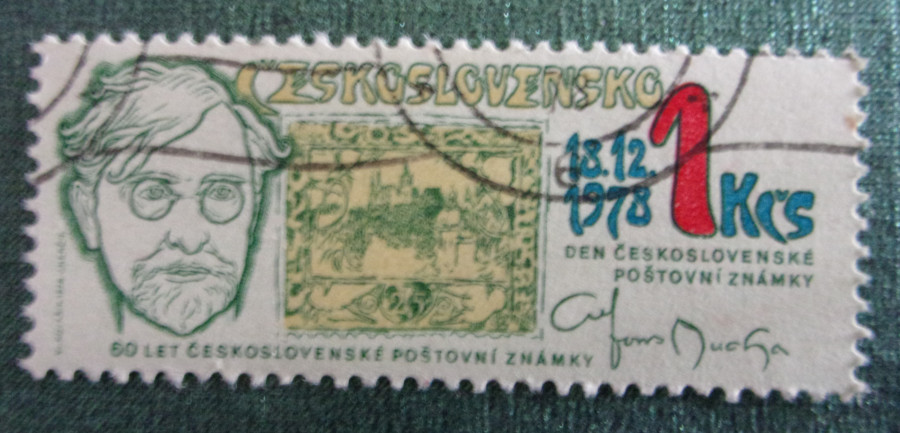 ČESKOSLOVENSKO
18.12.
1978
1 Kčs
DEN ČESKOSLOVENSKÉ
POŠTOVNÍ ZNÁMKY
Alfons Mucha
60 LET ČESKOSLOVENSKÉ POŠTOVNÍ ZNÁMKY